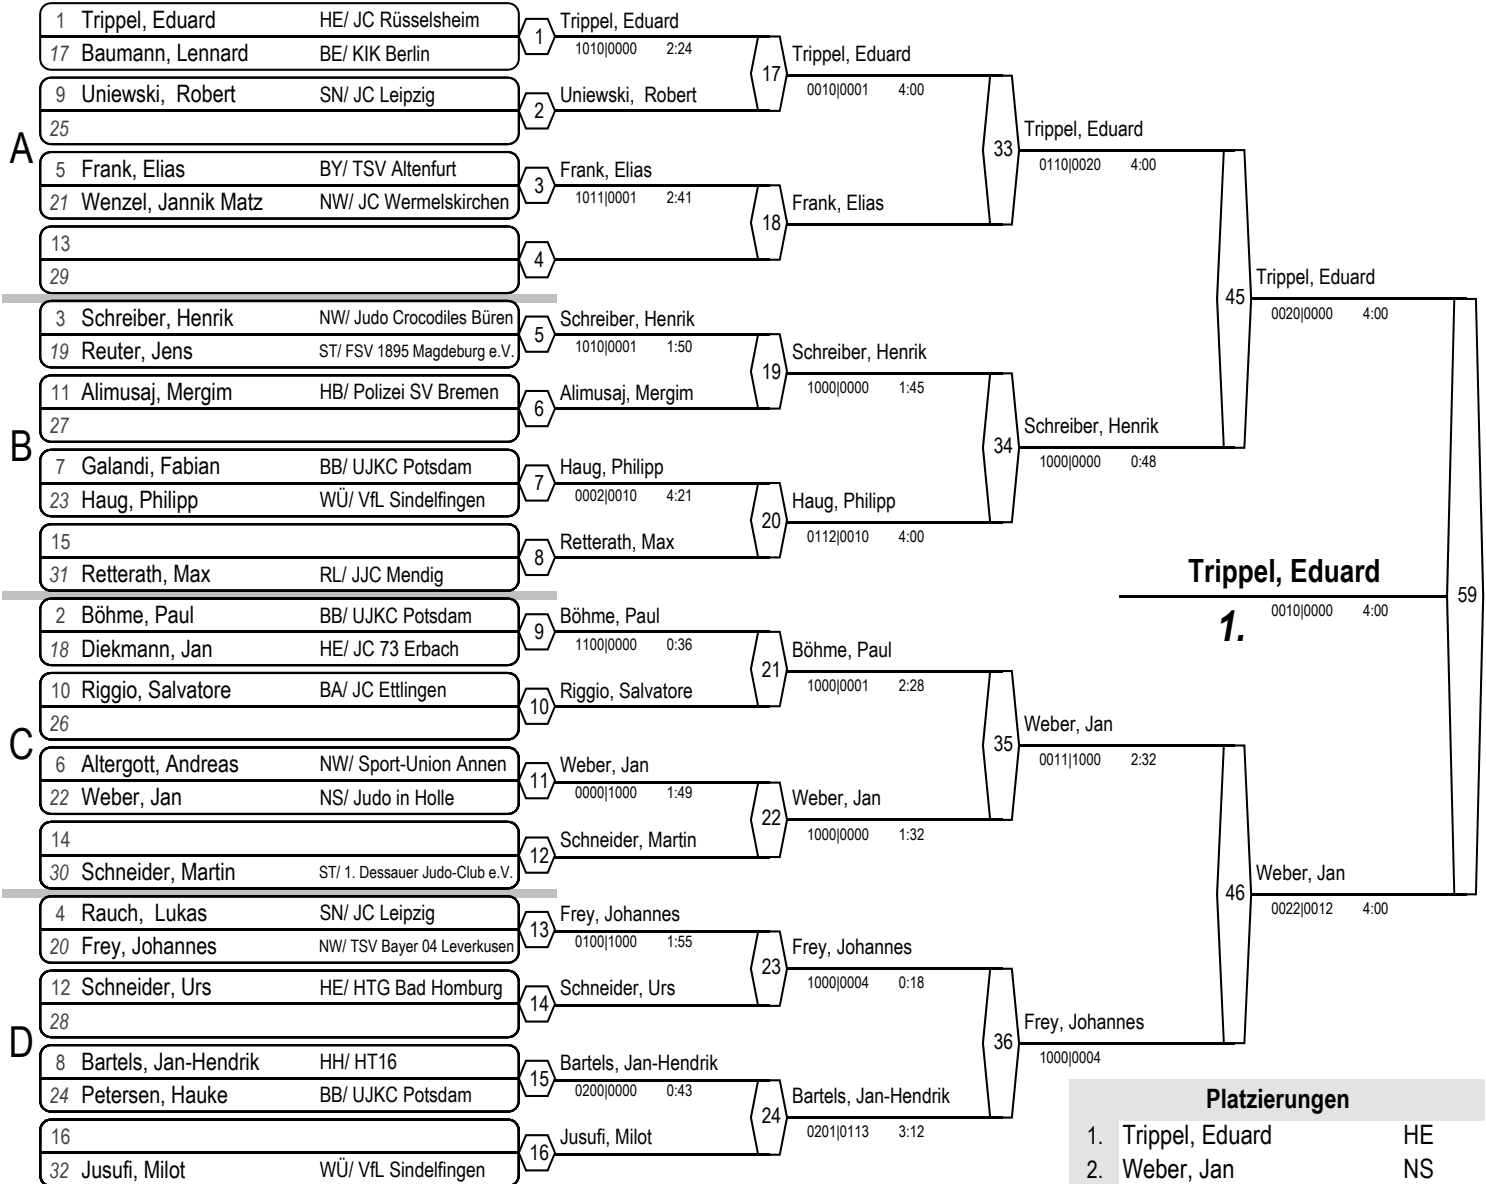 A
1 Trippel, Eduard HE/ JC Rüsselsheim
17 Baumann, Lennard BE/ KIK Berlin
9 Uniewski, Robert SN/ JC Leipzig
25
5 Frank, Elias BY/ TSV Altenfurt
21 Wenzel, Jannik Matz NW/ JC Wermelskirchen
13
29
B
3 Schreiber, Henrik NW/ Judo Crocodiles Büren
19 Reuter, Jens ST/ FSV 1895 Magdeburg e.V.
11 Alimusaj, Mergim HB/ Polizei SV Bremen
27
7 Galandi, Fabian BB/ UJKC Potsdam
23 Haug, Philipp WÜ/ VfL Sindelfingen
15
31 Retterath, Max RL/ JJC Mendig
C
2 Böhme, Paul BB/ UJKC Potsdam
18 Diekmann, Jan HE/ JC 73 Erbach
10 Riggio, Salvatore BA/ JC Ettlingen
26
6 Altergott, Andreas NW/ Sport-Union Annen
22 Weber, Jan NS/ Judo in Holle
14
30 Schneider, Martin ST/ 1. Dessauer Judo-Club e.V.
D
4 Rauch, Lukas SN/ JC Leipzig
20 Frey, Johannes NW/ TSV Bayer 04 Leverkusen
12 Schneider, Urs HE/ HTG Bad Homburg
28
8 Bartels, Jan-Hendrik HH/ HT16
24 Petersen, Hauke BB/ UJKC Potsdam
16
32 Jusufi, Milot WÜ/ VfL Sindelfingen
1 Trippel, Eduard
1010|0000 2:24
2 Uniewski, Robert
3 Frank, Elias
1011|0001 2:41
4
5 Schreiber, Henrik
1010|0001 1:50
6 Alimusaj, Mergim
7 Haug, Philipp
0002|0010 4:21
8 Retterath, Max
9 Böhme, Paul
1100|0000 0:36
10 Riggio, Salvatore
11 Weber, Jan
0000|1000 1:49
12 Schneider, Martin
13 Frey, Johannes
0100|1000 1:55
14 Schneider, Urs
15 Bartels, Jan-Hendrik
0200|0000 0:43
16 Jusufi, Milot
17 Trippel, Eduard
0010|0001 4:00
18 Frank, Elias
19 Schreiber, Henrik
1000|0000 1:45
20 Haug, Philipp
0112|0010 4:00
21 Böhme, Paul
1000|0001 2:28
22 Weber, Jan
1000|0000 1:32
23 Frey, Johannes
1000|0004 0:18
24 Bartels, Jan-Hendrik
0201|0113 3:12
33 Trippel, Eduard
0110|0020 4:00
34 Schreiber, Henrik
1000|0000 0:48
35 Weber, Jan
0011|1000 2:32
36 Frey, Johannes
1000|0004
45 Trippel, Eduard
0020|0000 4:00
46 Weber, Jan
0022|0012 4:00
59
Trippel, Eduard
1. 0010|0000 4:00
Platzierungen
1. Trippel, Eduard HE
2. Weber, Jan NS